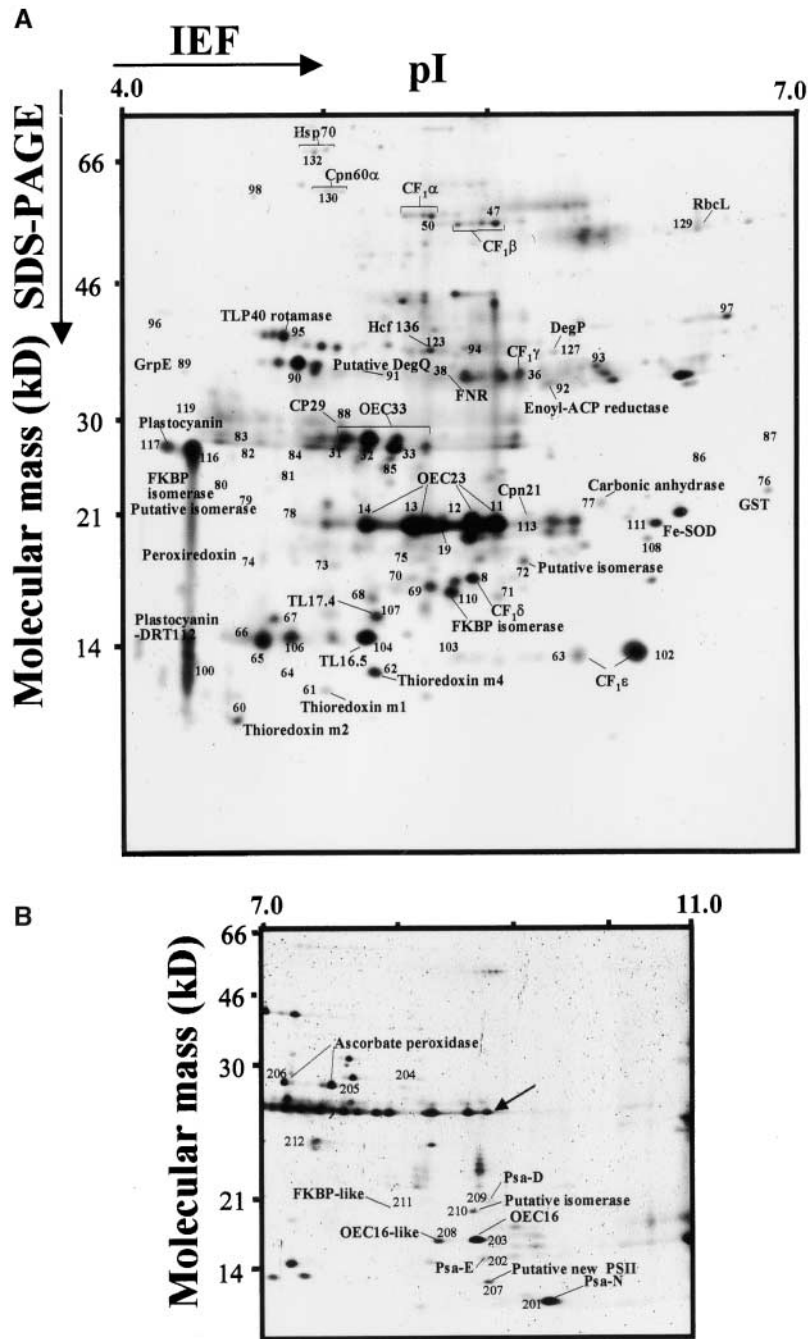 A
IEF
pI
4.0
7.0
SDS-PAGE
Molecular mass (kD)
Hsp70
132
66
Cpn60α
98
130
CF1α
47
RbcL
50
129
CF1β
46
TLP40 rotamase
97
96
95
Hcf 136
123
DegP
94
CF1γ
127
GrpE
89
Putative DegQ
93
90
91
38
36
FNR
92
Enoyl-ACP reductase
30
119
CP29
88
OEC33
Plastocyanin
83
87
117
116
82
84
31
32
33
86
85
FKBP isomerase
81
80
76
Carbonic anhydrase
Putative isomerase
79
OEC23
Cpn21
77
GST
78
14
13
12
11
21
113
111
Fe-SOD
19
108
Peroxiredoxin
74
73
75
72
Putative isomerase
70
8
69
71
68
110
CF1δ
TL17.4
107
Plastocyanin
-DRT112
67
FKBP isomerase
66
14
65
106
104
103
TL16.5
63
102
100
64
62
CF1ε
Thioredoxin m4
61
60
Thioredoxin m1
Thioredoxin m2
B
7.0
11.0
66
Molecular mass (kD)
46
30
Ascorbate peroxidase
206
204
205
212
21
FKBP-like
211
209
Psa-D
210
Putative isomerase
OEC16
OEC16-like
208
203
Psa-E
202
14
Putative new PSII
207
Psa-N
201